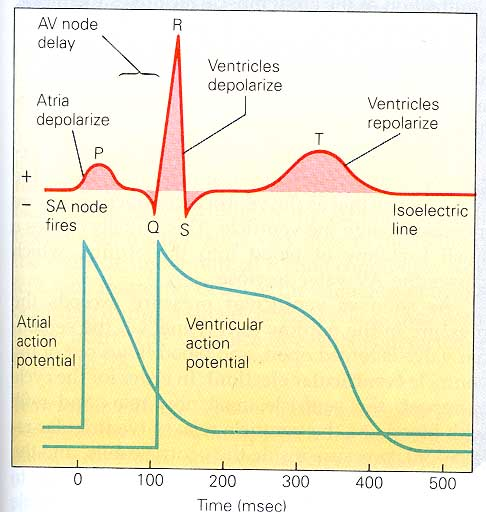 AV node
delay
R
Ventricles
depolarize
Atria
depolarize
Ventricles
repolarize
P
T
+
–
SA node
fires
Q
S
Isoelectric
line
Atrial
action
potential
Ventricular
action
potential
0 100 200 300 400 500
Time (msec)